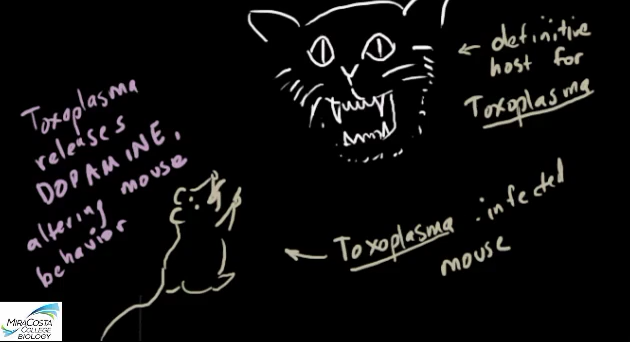 definitive
host for
Toxoplasma
Toxoplasma
releases
DOPAMINE,
altering mouse
behavior
Toxoplasma-infected
mouse
MIRACOSTA
COLLEGE
BIOLOGY